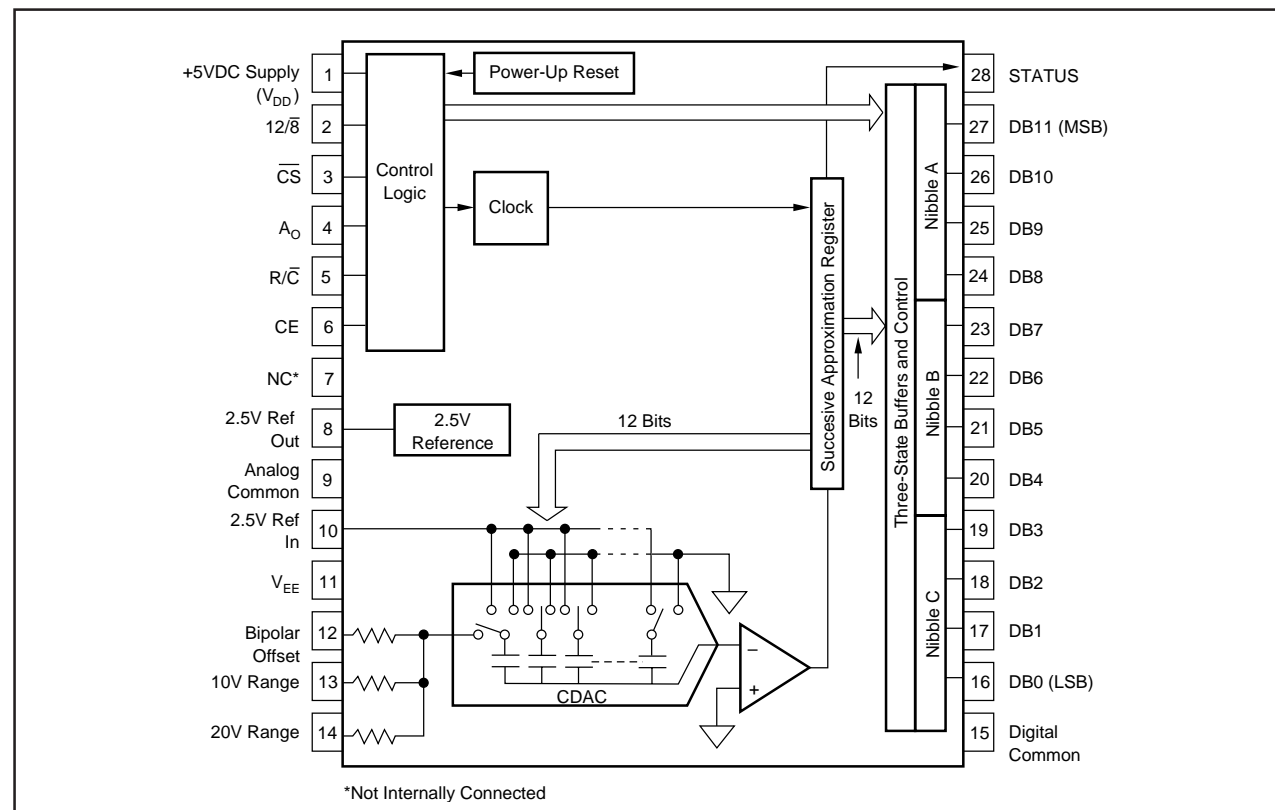 +5VDC Supply
(V_DD)
1
12/8̅
2
C̅S̅
3
A_O
4
R/C̅
5
CE
6
NC*
7
2.5V Ref
Out
8
Analog
Common
9
2.5V Ref
In
10
V_EE
11
Bipolar
Offset
12
10V Range
13
20V Range
14
Control
Logic
Power-Up Reset
Clock
2.5V
Reference
12 Bits
CDAC
–
+
Succesive Approximation Register
12
Bits
Three-State Buffers and Control
Nibble A
Nibble B
Nibble C
28 STATUS
27 DB11 (MSB)
26 DB10
25 DB9
24 DB8
23 DB7
22 DB6
21 DB5
20 DB4
19 DB3
18 DB2
17 DB1
16 DB0 (LSB)
15 Digital
Common
*Not Internally Connected